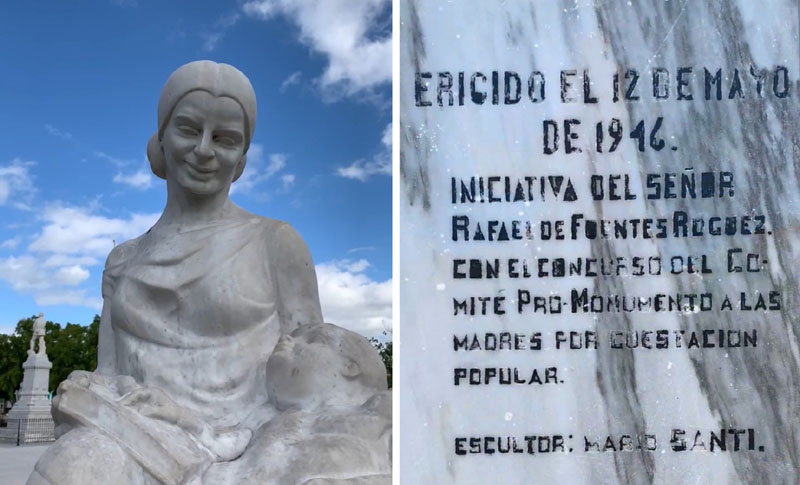 ERIGIDO EL 12 DE MAYO
DE 1946.
INICIATIVA DEL SEÑOR
RAFAEL DE FUENTES ROGUEZ.
CON EL CONCURSO DEL CO-
MITÉ PRO-MONUMENTO A LAS
MADRES POR CUESTACION
POPULAR.
ESCULTOR: MARIO SANTI.